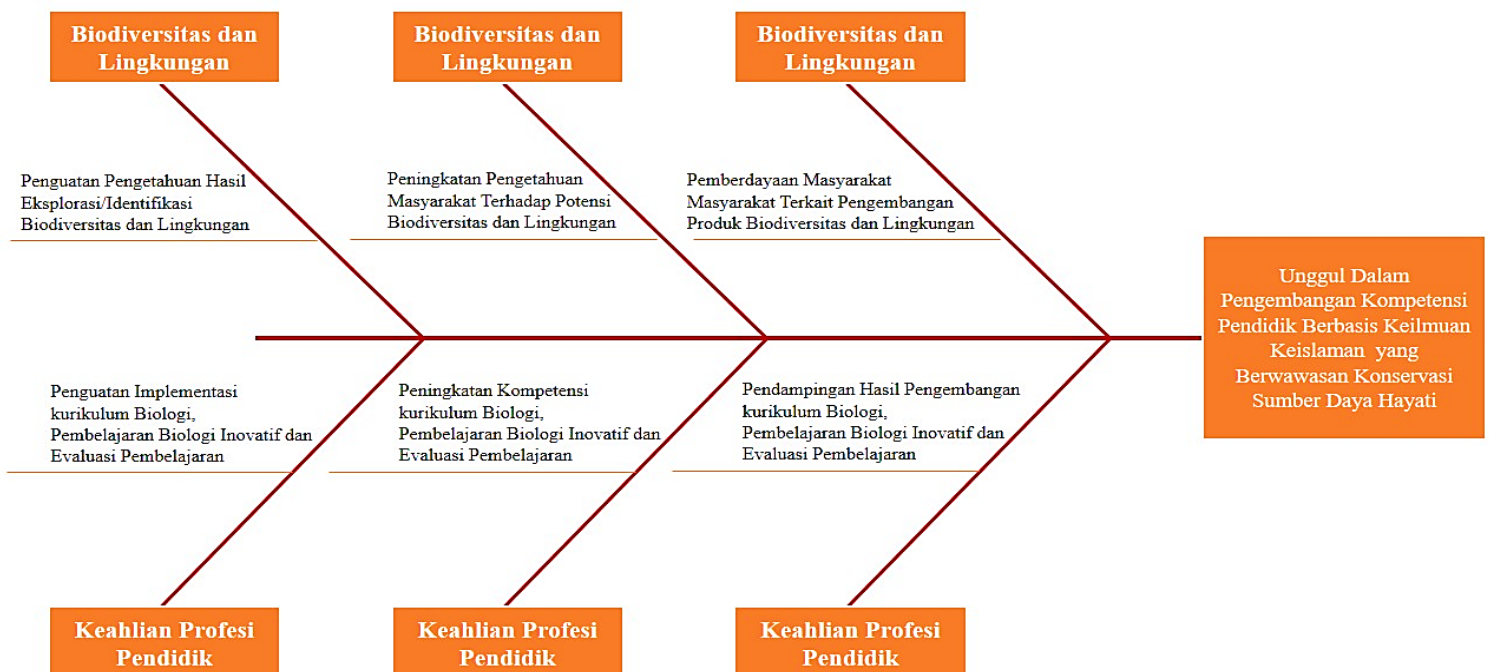 Biodiversitas dan
Lingkungan
Biodiversitas dan
Lingkungan
Biodiversitas dan
Lingkungan
Penguatan Pengetahuan Hasil
Eksplorasi/Identifikasi
Biodiversitas dan Lingkungan
Peningkatan Pengetahuan
Masyarakat Terhadap Potensi
Biodiversitas dan Lingkungan
Pemberdayaan Masyarakat
Masyarakat Terkait Pengembangan
Produk Biodiversitas dan Lingkungan
Unggul Dalam
Pengembangan Kompetensi
Pendidik Berbasis Keilmuan
Keislaman yang
Berwawasan Konservasi
Sumber Daya Hayati
Penguatan Implementasi
kurikulum Biologi,
Pembelajaran Biologi Inovatif dan
Evaluasi Pembelajaran
Peningkatan Kompetensi
kurikulum Biologi,
Pembelajaran Biologi Inovatif dan
Evaluasi Pembelajaran
Pendampingan Hasil Pengembangan
kurikulum Biologi,
Pembelajaran Biologi Inovatif dan
Evaluasi Pembelajaran
Keahlian Profesi
Pendidik
Keahlian Profesi
Pendidik
Keahlian Profesi
Pendidik